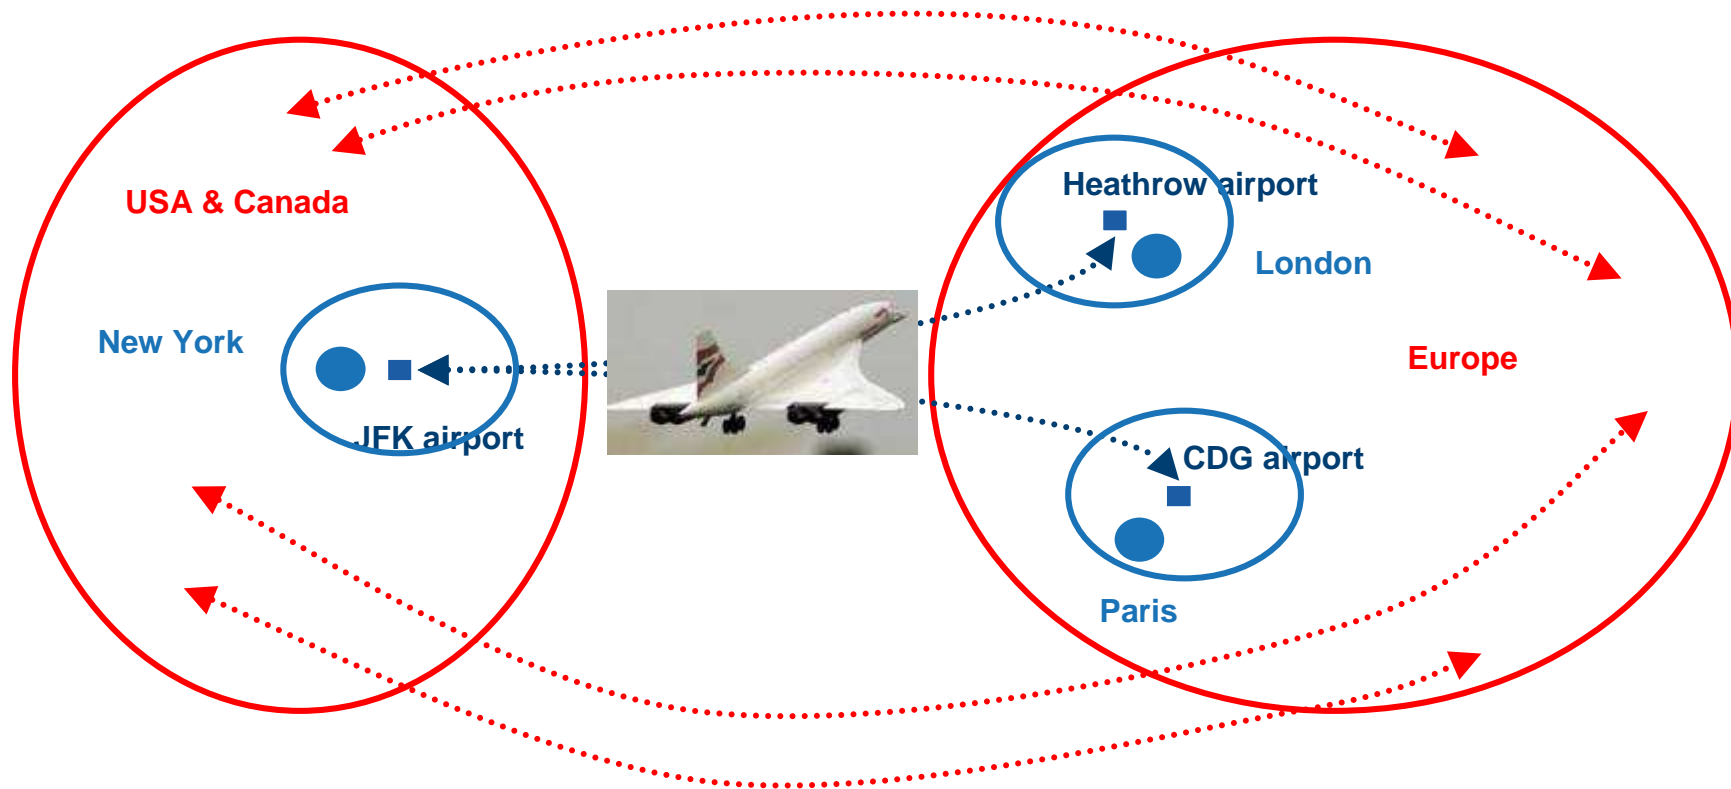 USA & Canada
New York
JFK airport
Heathrow airport
London
Europe
CDG airport
Paris